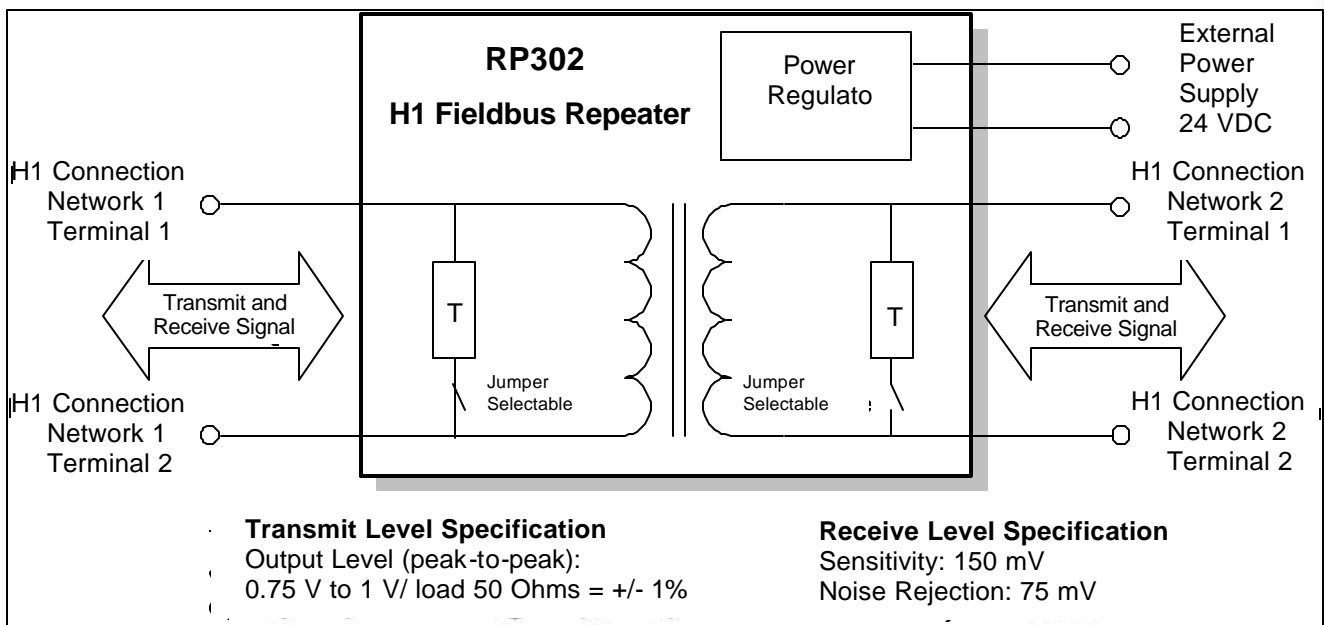 RP302
H1 Fieldbus Repeater
Power
Regulato
External
Power
Supply
24 VDC
H1 Connection
Network 1
Terminal 1
H1 Connection
Network 2
Terminal 1
Transmit and
Receive Signal
T
Jumper
Selectable
Jumper
Selectable
T
Transmit and
Receive Signal
H1 Connection
Network 1
Terminal 2
H1 Connection
Network 2
Terminal 2
Transmit Level Specification
Output Level (peak-to-peak):
0.75 V to 1 V/ load 50 Ohms = +/- 1%
Receive Level Specification
Sensitivity: 150 mV
Noise Rejection: 75 mV